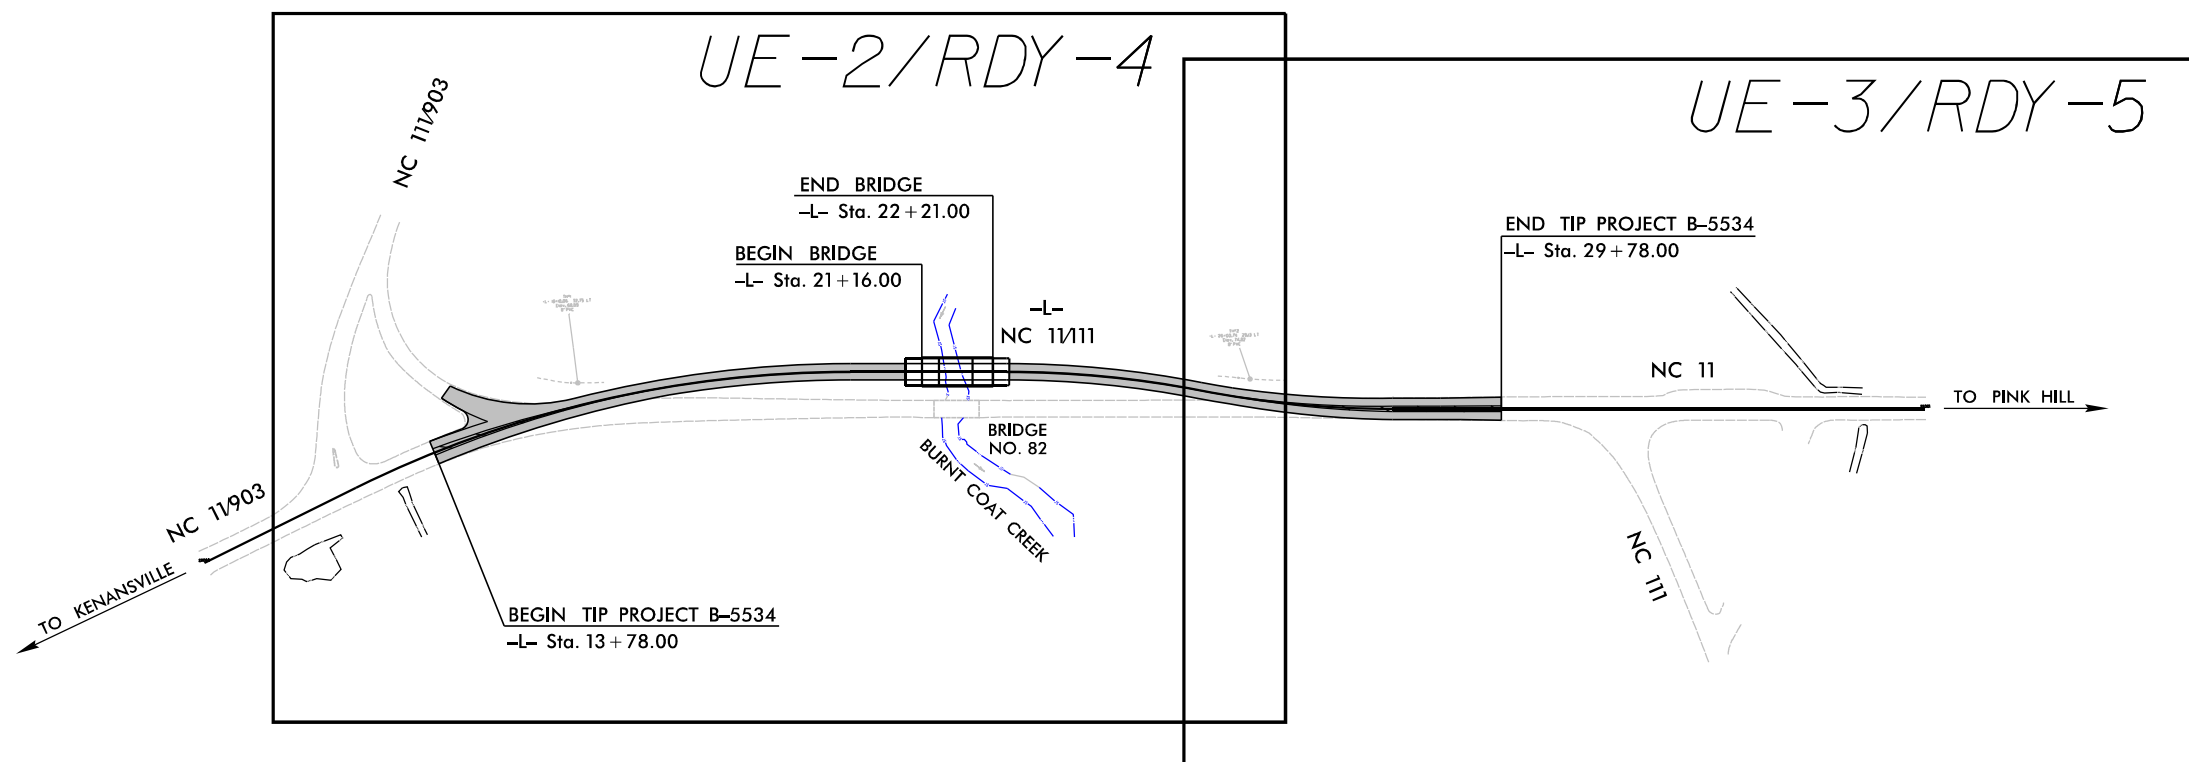 UE-2/RDY-4
UE-3/RDY-5
NC 111/903
END BRIDGE
-L- Sta. 22+21.00
BEGIN BRIDGE
-L- Sta. 21+16.00
END TIP PROJECT B-5534
-L- Sta. 29+78.00
-L-
NC 11/111
NC 11
TO PINK HILL
BRIDGE
NO. 82
BURNT COAT CREEK
NC 11/903
NC 111
TO KENANSVILLE
BEGIN TIP PROJECT B-5534
-L- Sta. 13+78.00